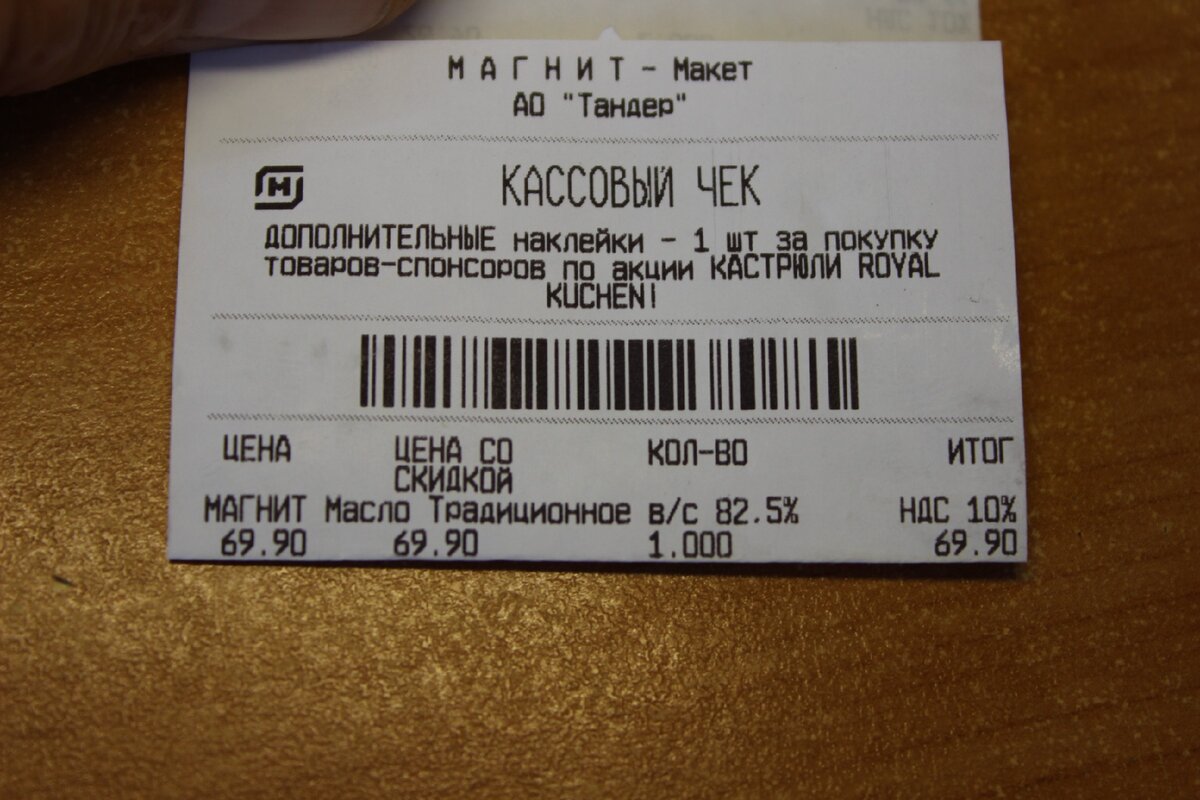 НДС 10%
МАГНИТ - Макет
АО "Тандер"
М
КАССОВЫЙ ЧЕК
ДОПОЛНИТЕЛЬНЫЕ наклейки - 1 шт за покупку
товаров-спонсоров по акции КАСТРЮЛИ ROYAL
KUCHEN!
ЦЕНА ЦЕНА СО КОЛ-ВО ИТОГ
СКИДКОЙ
МАГНИТ Масло Традиционное в/с 82.5% НДС 10%
69.90 69.90 1.000 69.90